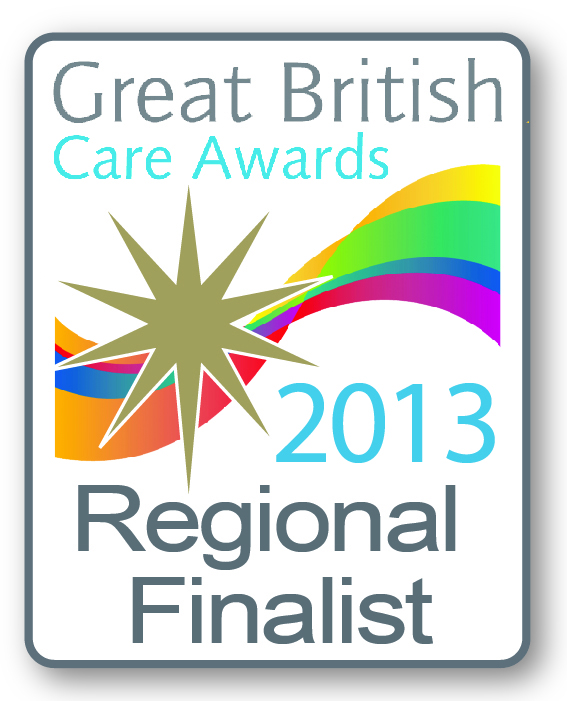 Great British
Care Awards
2013
Regional
Finalist